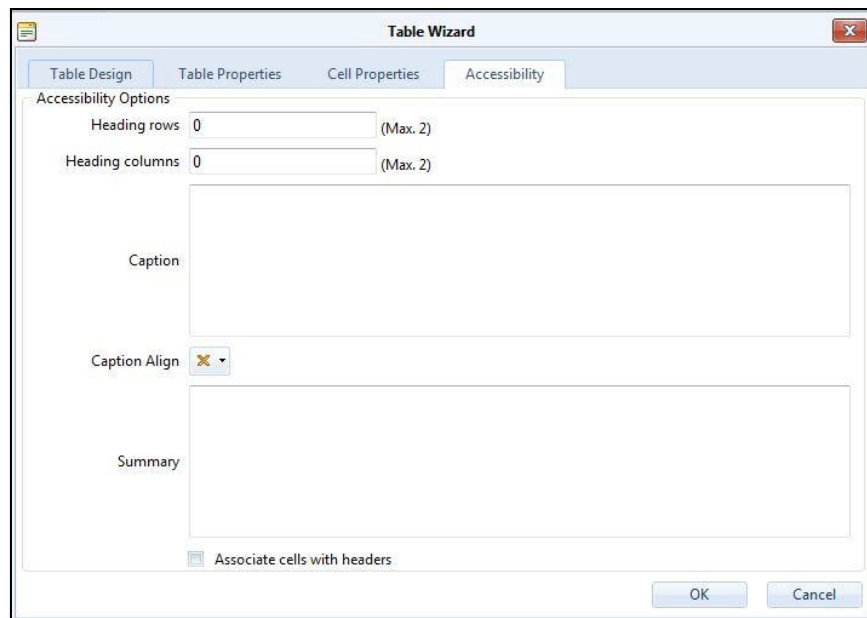 Table Wizard
Table Design Table Properties Cell Properties Accessibility
Accessibility Options
Heading rows 0 (Max. 2)
Heading columns 0 (Max. 2)
Caption
Caption Align
Summary
Associate cells with headers
OK Cancel